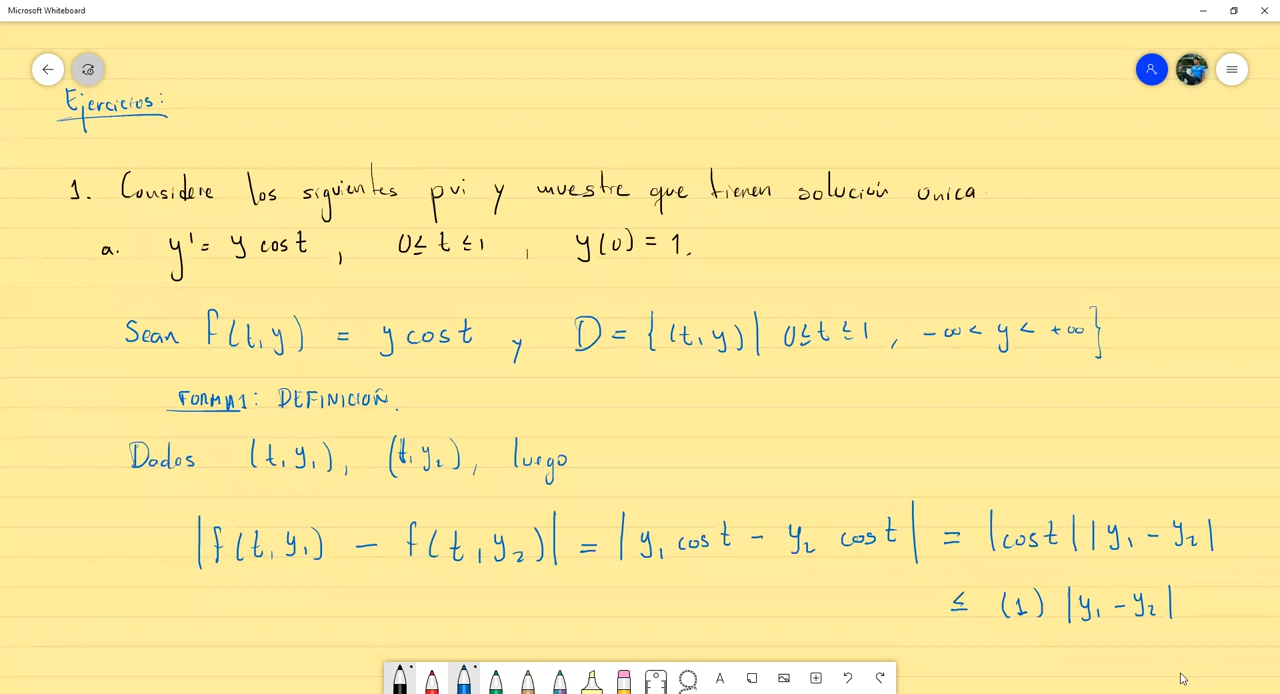 Microsoft Whiteboard
Ejercicios:
1. Considere los siguientes pvi y muestre que tienen solución única.
a. y' = y cos t , 0 ≤ t ≤ 1 , y(0) = 1.
Sean f(t,y) = y cos t y D = { (t,y) | 0 ≤ t ≤ 1 , -∞ < y < +∞ }
FORMA 1: DEFINICIÓN.
Dados (t,y₁), (t,y₂), luego
|f(t,y₁) - f(t,y₂)| = |y₁ cos t - y₂ cos t| = |cos t| |y₁ - y₂|
≤ (1) |y₁ - y₂|
A